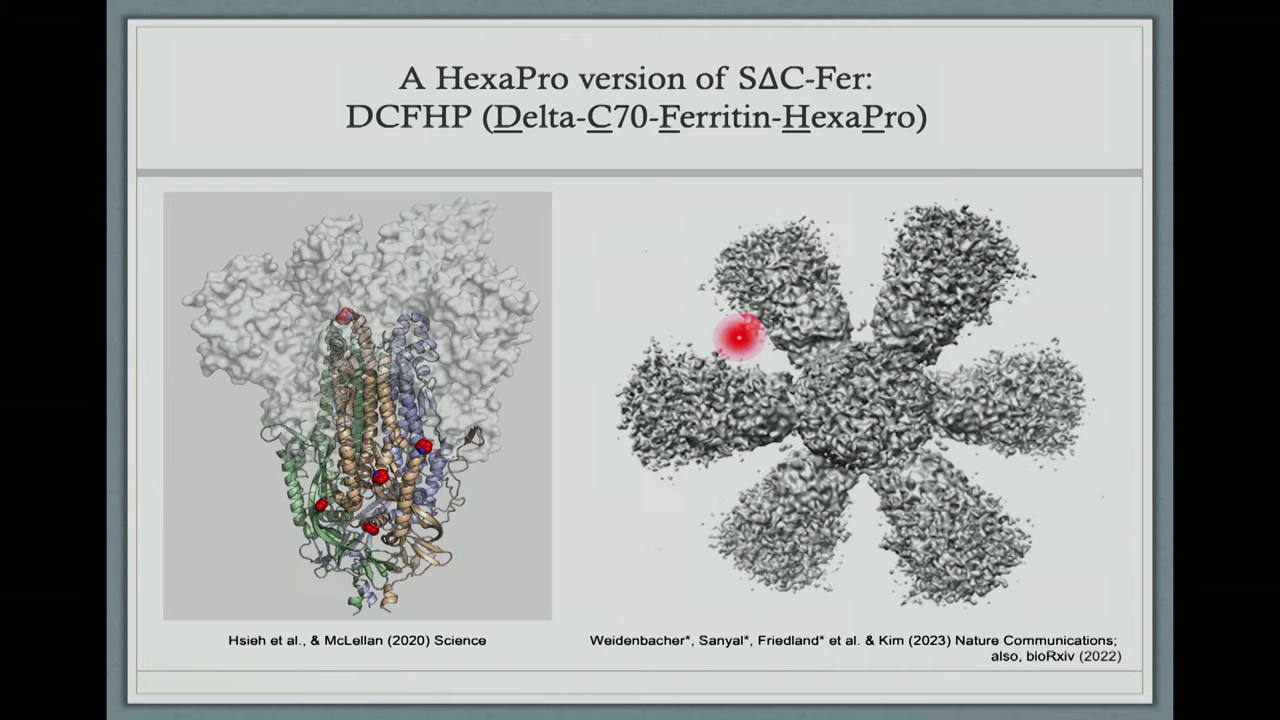 A HexaPro version of SΔC-Fer:
DCFHP (Delta-C70-Ferritin-HexaPro)
Hsieh et al., & McLellan (2020) Science
Weidenbacher*, Sanyal*, Friedland* et al. & Kim (2023) Nature Communications;
also, bioRxiv (2022)